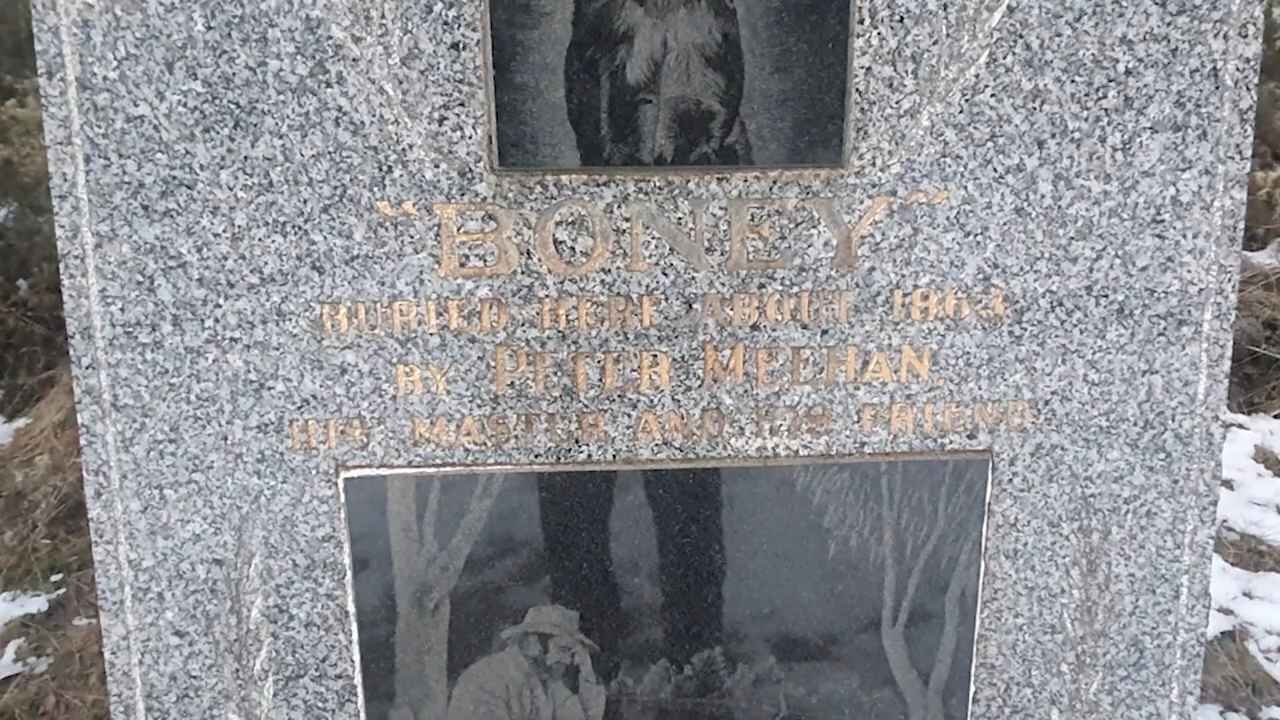 "BONEY"
BURIED HERE ABOUT 1863
BY PETER MEEHAN,
HIS MASTER AND HIS FRIEND